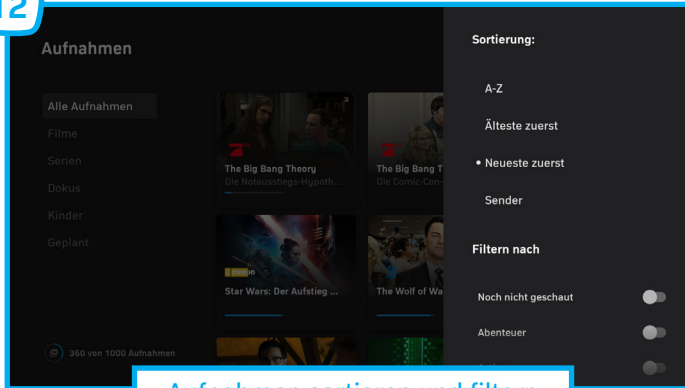 12
Aufnahmen
Alle Aufnahmen
Filme
Serien
Dokus
Kinder
Geplant
360 von 1000 Aufnahmen
The Big Bang Theory
Die Notausstiegs-Hypoth...
The Big Bang T
Die Comic-Con-
Star Wars: Der Aufstieg ...
The Wolf of Wa
Sortierung:
A-Z
Älteste zuerst
• Neueste zuerst
Sender
Filtern nach
Noch nicht geschaut
Abenteuer
Aufnahmen sortieren und filtern